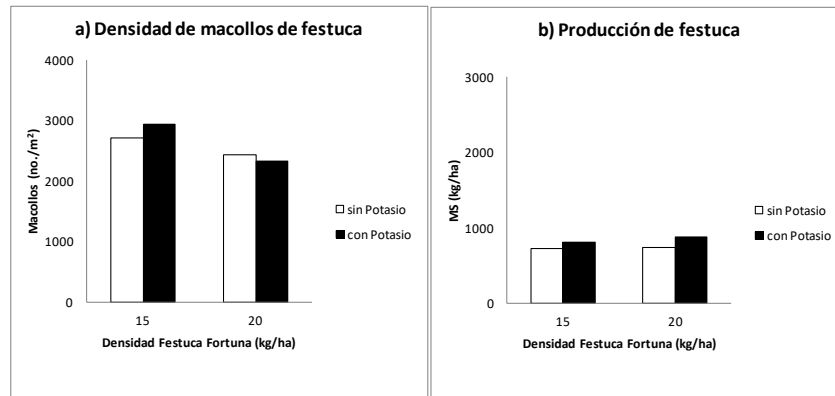 a) Densidad de macollos de festuca
4000
3000
2000
1000
0
Macollos (no./m²)
15
20
Densidad Festuca Fortuna (kg/ha)
sin Potasio
con Potasio
b) Producción de festuca
3000
2000
1000
0
MS (kg/ha)
15
20
Densidad Festuca Fortuna (kg/ha)
sin Potasio
con Potasio